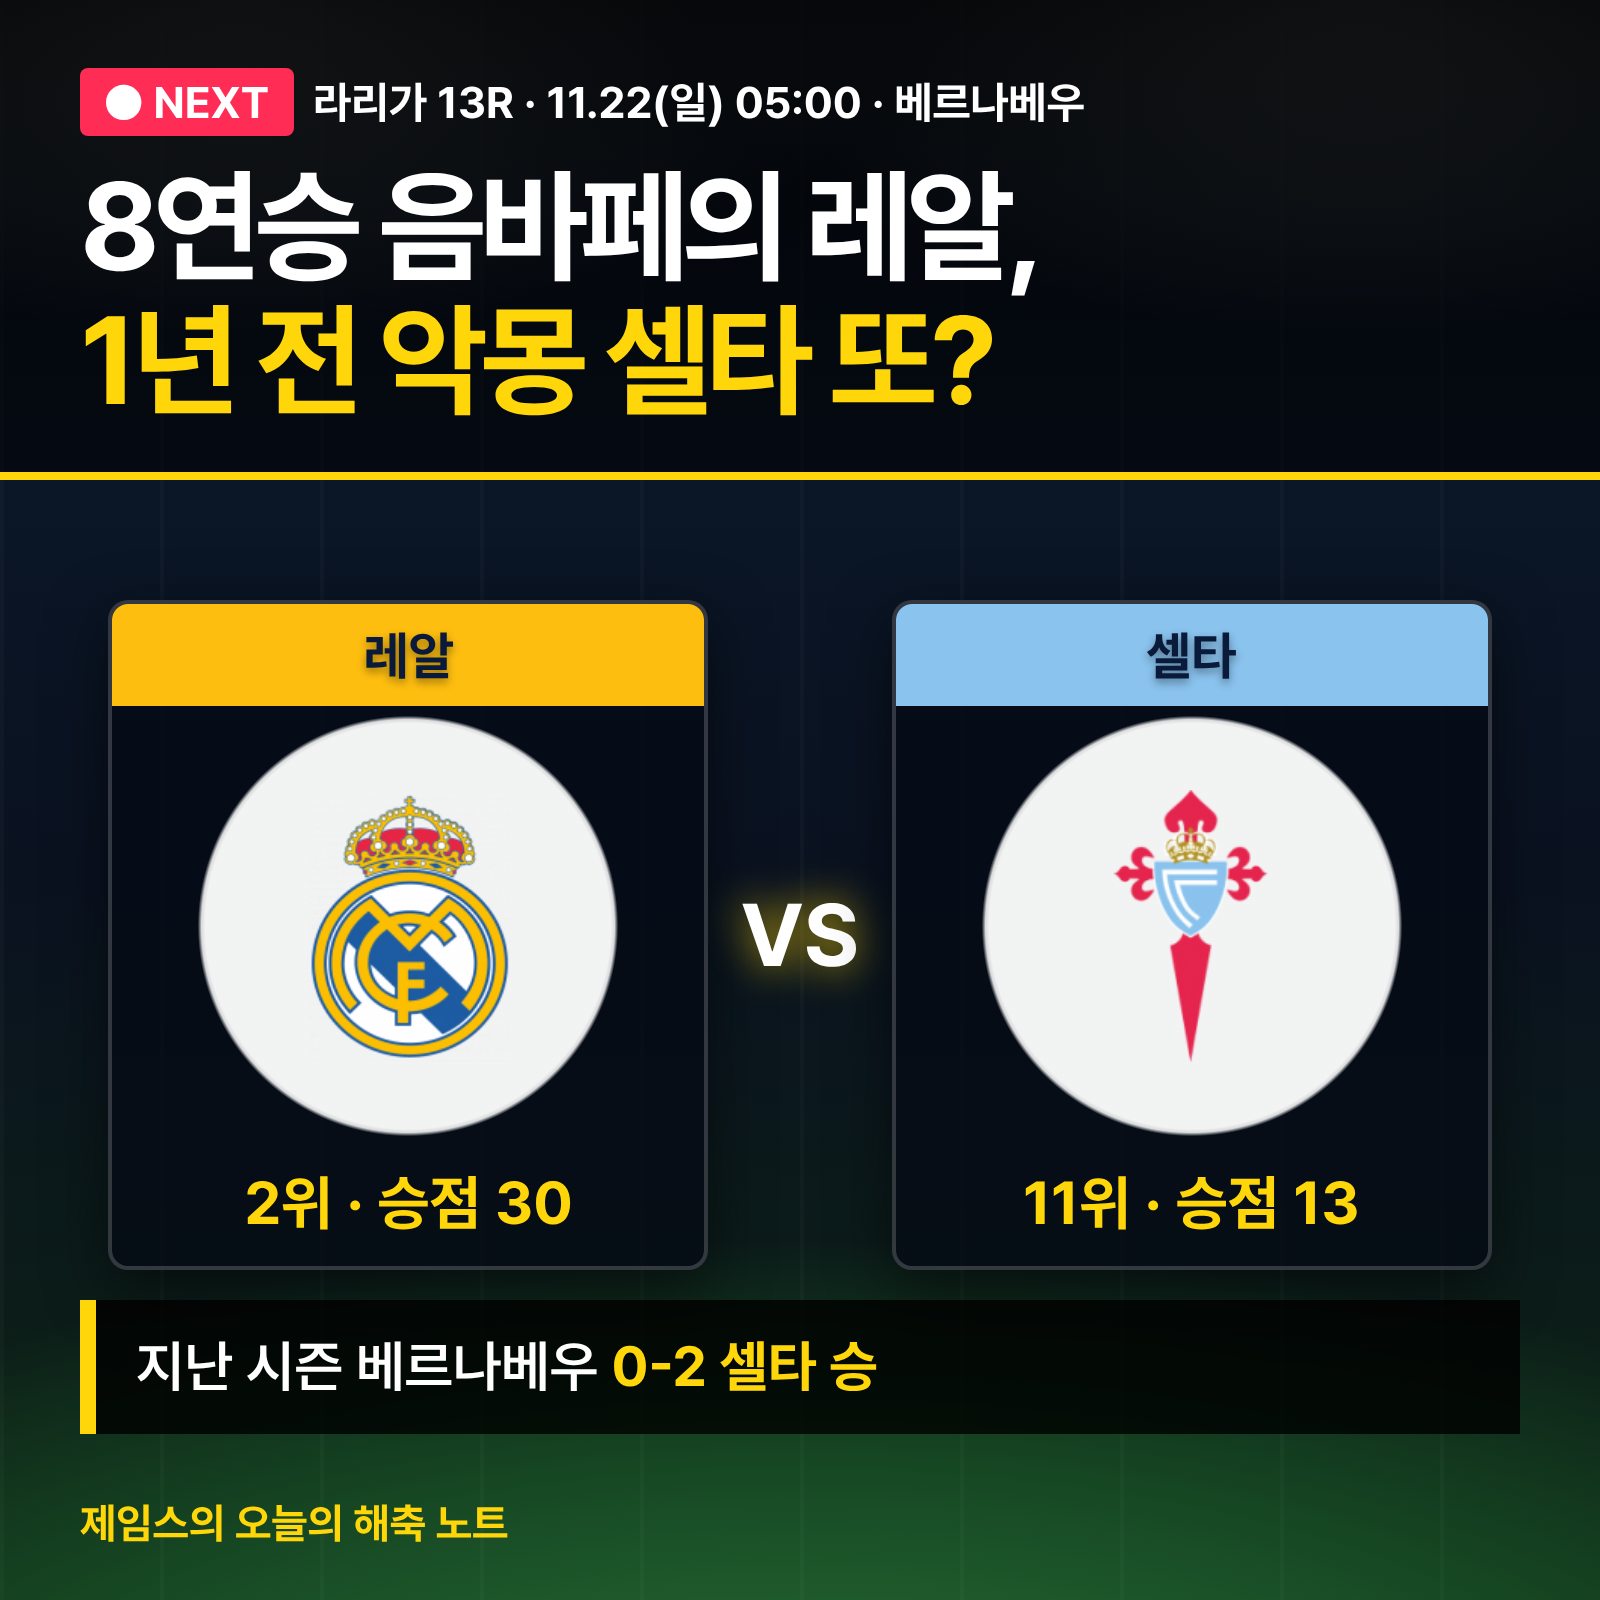 NEXT 라리가 13R · 11.22(일) 05:00 · 베르나베우
8연승 음바페의 레알,
1년 전 악몽 셀타 또?
레알
셀타
VS
2위 · 승점 30
11위 · 승점 13
지난 시즌 베르나베우 0-2 셀타 승
제임스의 오늘의 해축 노트